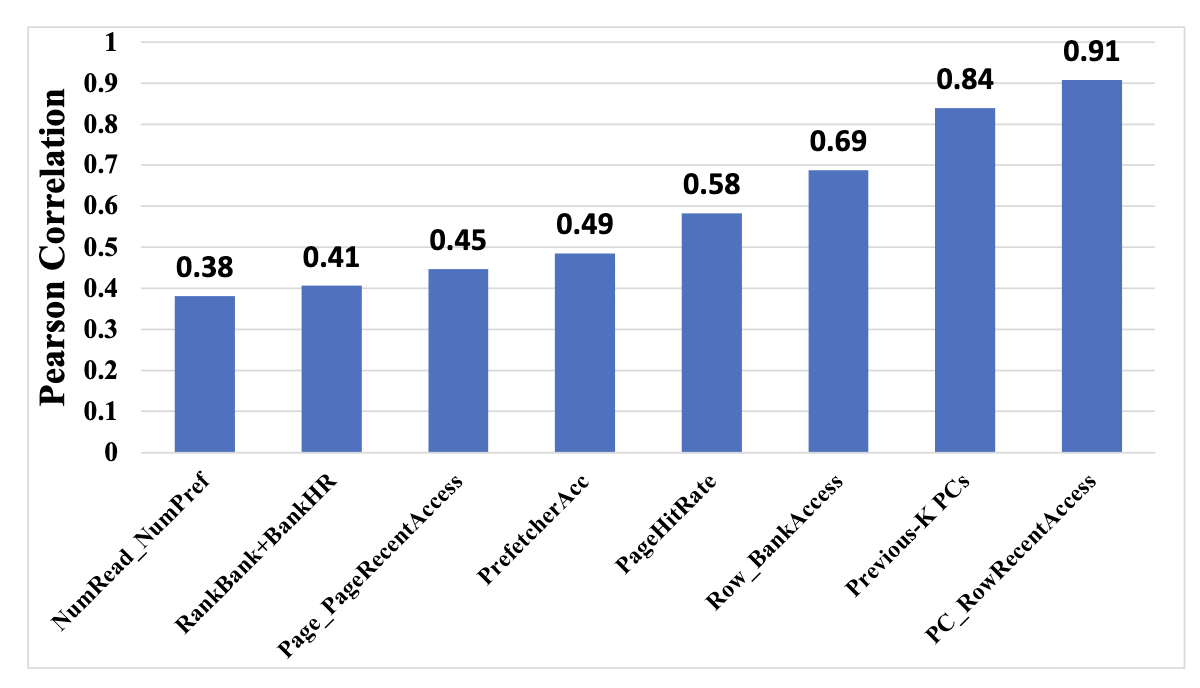 Pearson Correlation
1
0.9
0.8
0.7
0.6
0.5
0.4
0.3
0.2
0.1
0
0.38
0.41
0.45
0.49
0.58
0.69
0.84
0.91
NumRead_NumPref
RankBank+BankHR
Page_PageRecentAccess
PrefetcherAcc
PageHitRate
Row_BankAccess
Previous-K PCs
PC_RowRecentAccess